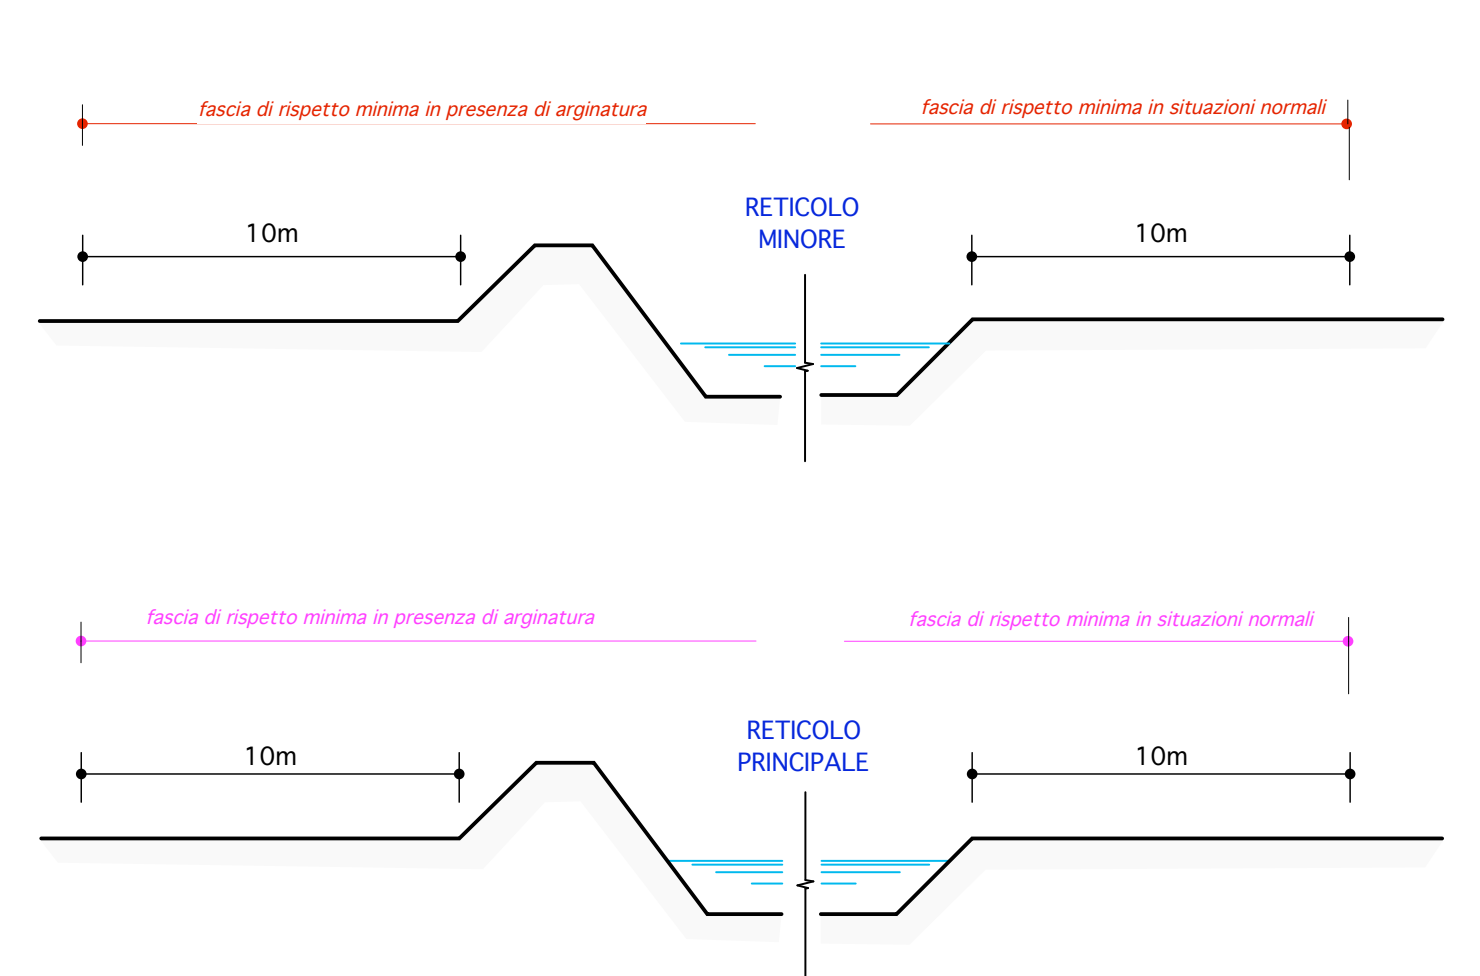 fascia di rispetto minima in presenza di arginatura
fascia di rispetto minima in situazioni normali
RETICOLO
MINORE
10m
10m
fascia di rispetto minima in presenza di arginatura
fascia di rispetto minima in situazioni normali
RETICOLO
PRINCIPALE
10m
10m